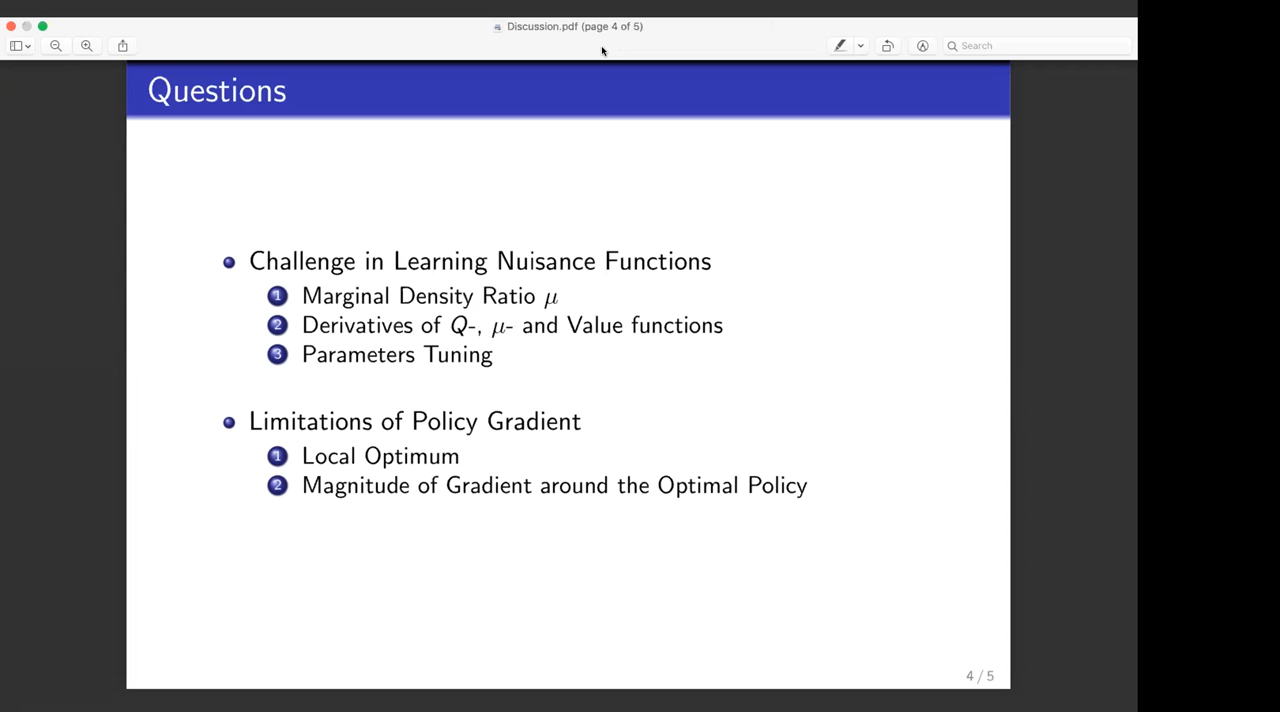 Discussion.pdf (page 4 of 5)
Search
Questions
Challenge in Learning Nuisance Functions
1 Marginal Density Ratio μ
2 Derivatives of Q-, μ- and Value functions
3 Parameters Tuning
Limitations of Policy Gradient
1 Local Optimum
2 Magnitude of Gradient around the Optimal Policy
4 / 5